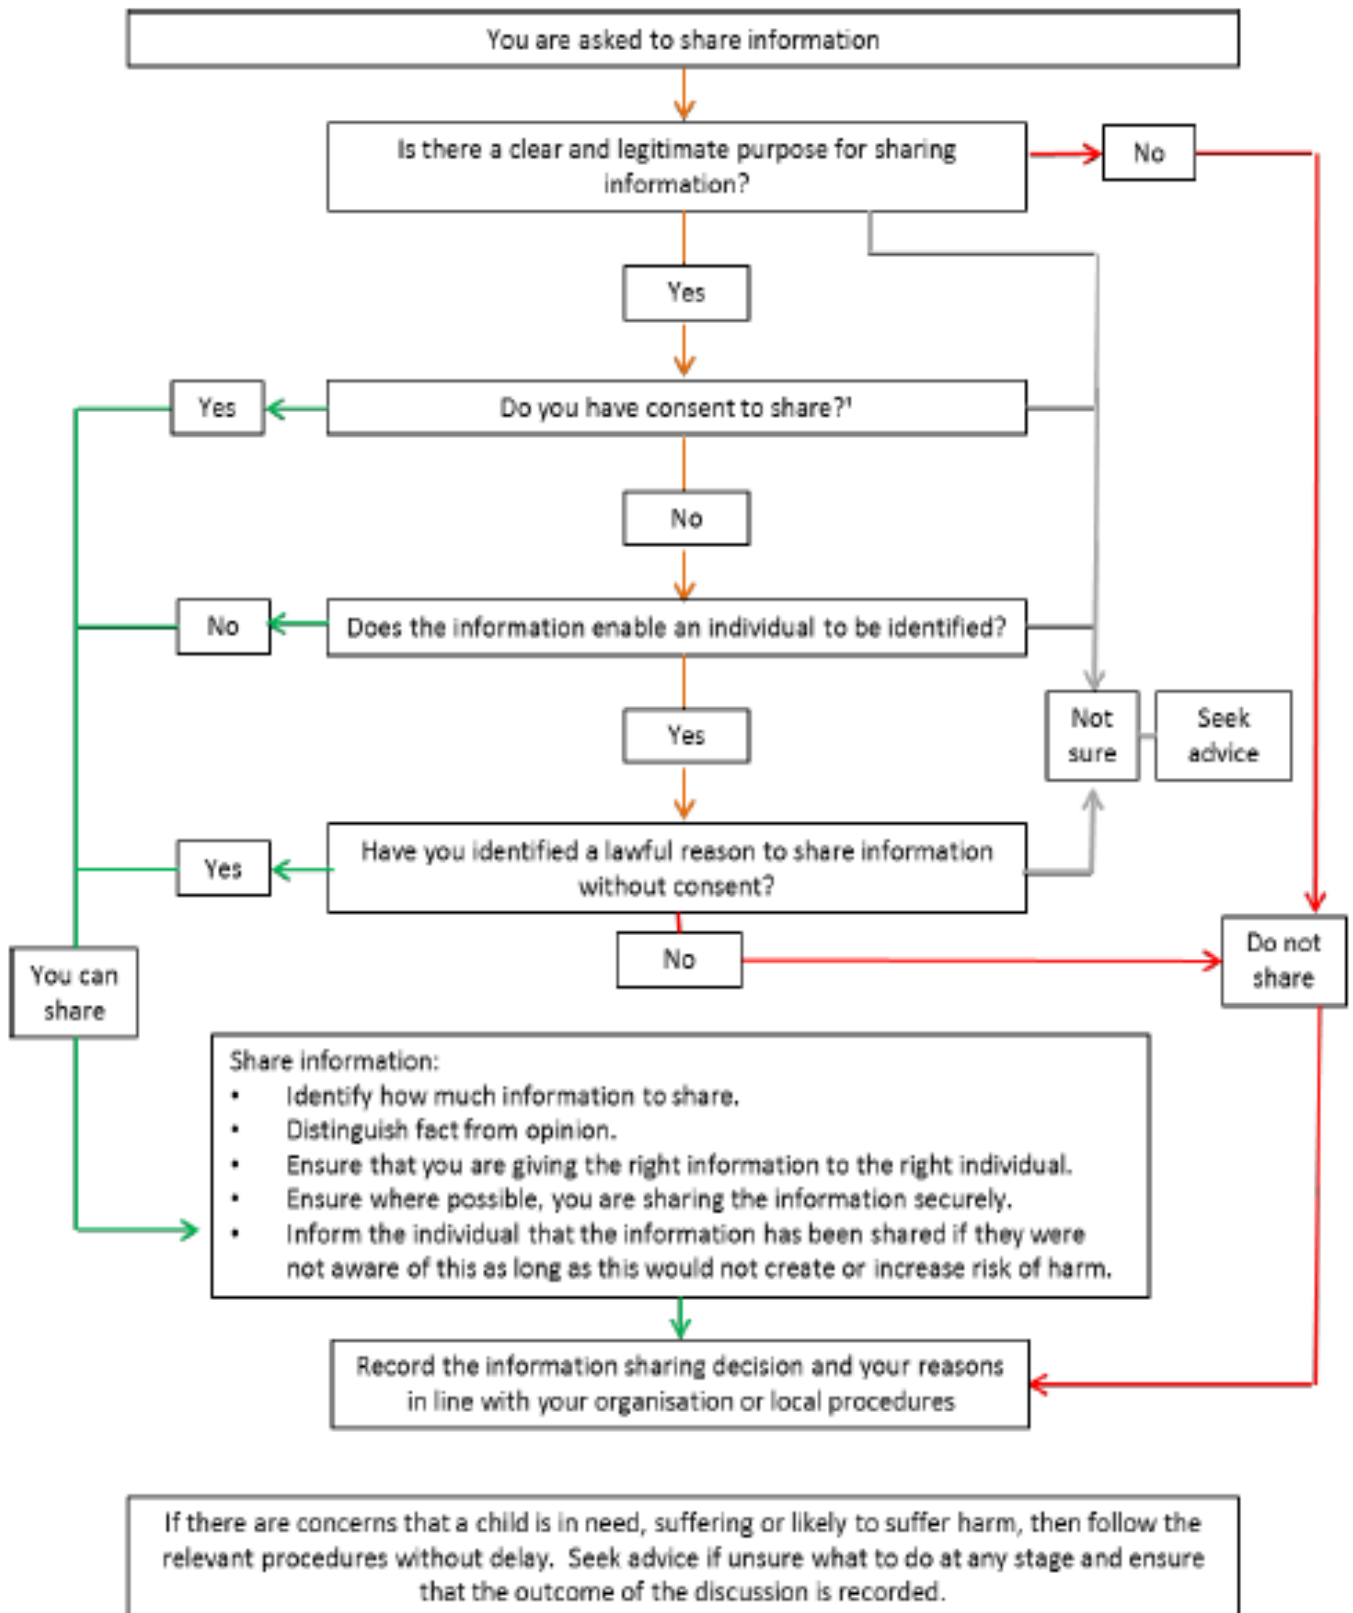 You are asked to share information
Is there a clear and legitimate purpose for sharing
information?
No
Yes
Yes
Do you have consent to share?¹
No
No
Does the information enable an individual to be identified?
Yes
Not
sure
Seek
advice
Yes
Have you identified a lawful reason to share information
without consent?
No
Do not
share
You can
share
Share information:
• Identify how much information to share.
• Distinguish fact from opinion.
• Ensure that you are giving the right information to the right individual.
• Ensure where possible, you are sharing the information securely.
• Inform the individual that the information has been shared if they were
not aware of this as long as this would not create or increase risk of harm.
Record the information sharing decision and your reasons
in line with your organisation or local procedures
If there are concerns that a child is in need, suffering or likely to suffer harm, then follow the
relevant procedures without delay. Seek advice if unsure what to do at any stage and ensure
that the outcome of the discussion is recorded.